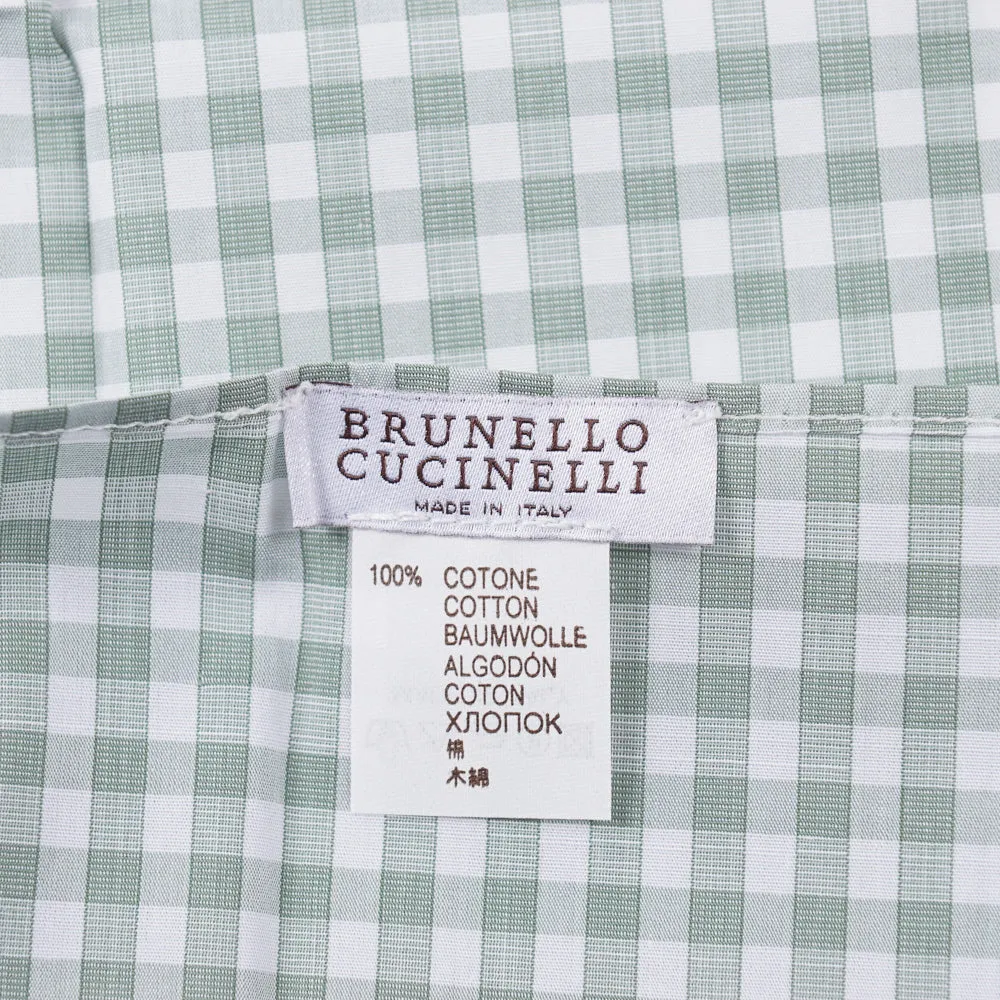 BRUNELLO
CUCINELLI
MADE IN ITALY
100% COTONE
COTTON
BAUMWOLLE
ALGODÓN
COTON
ХЛОПОК
棉
木綿